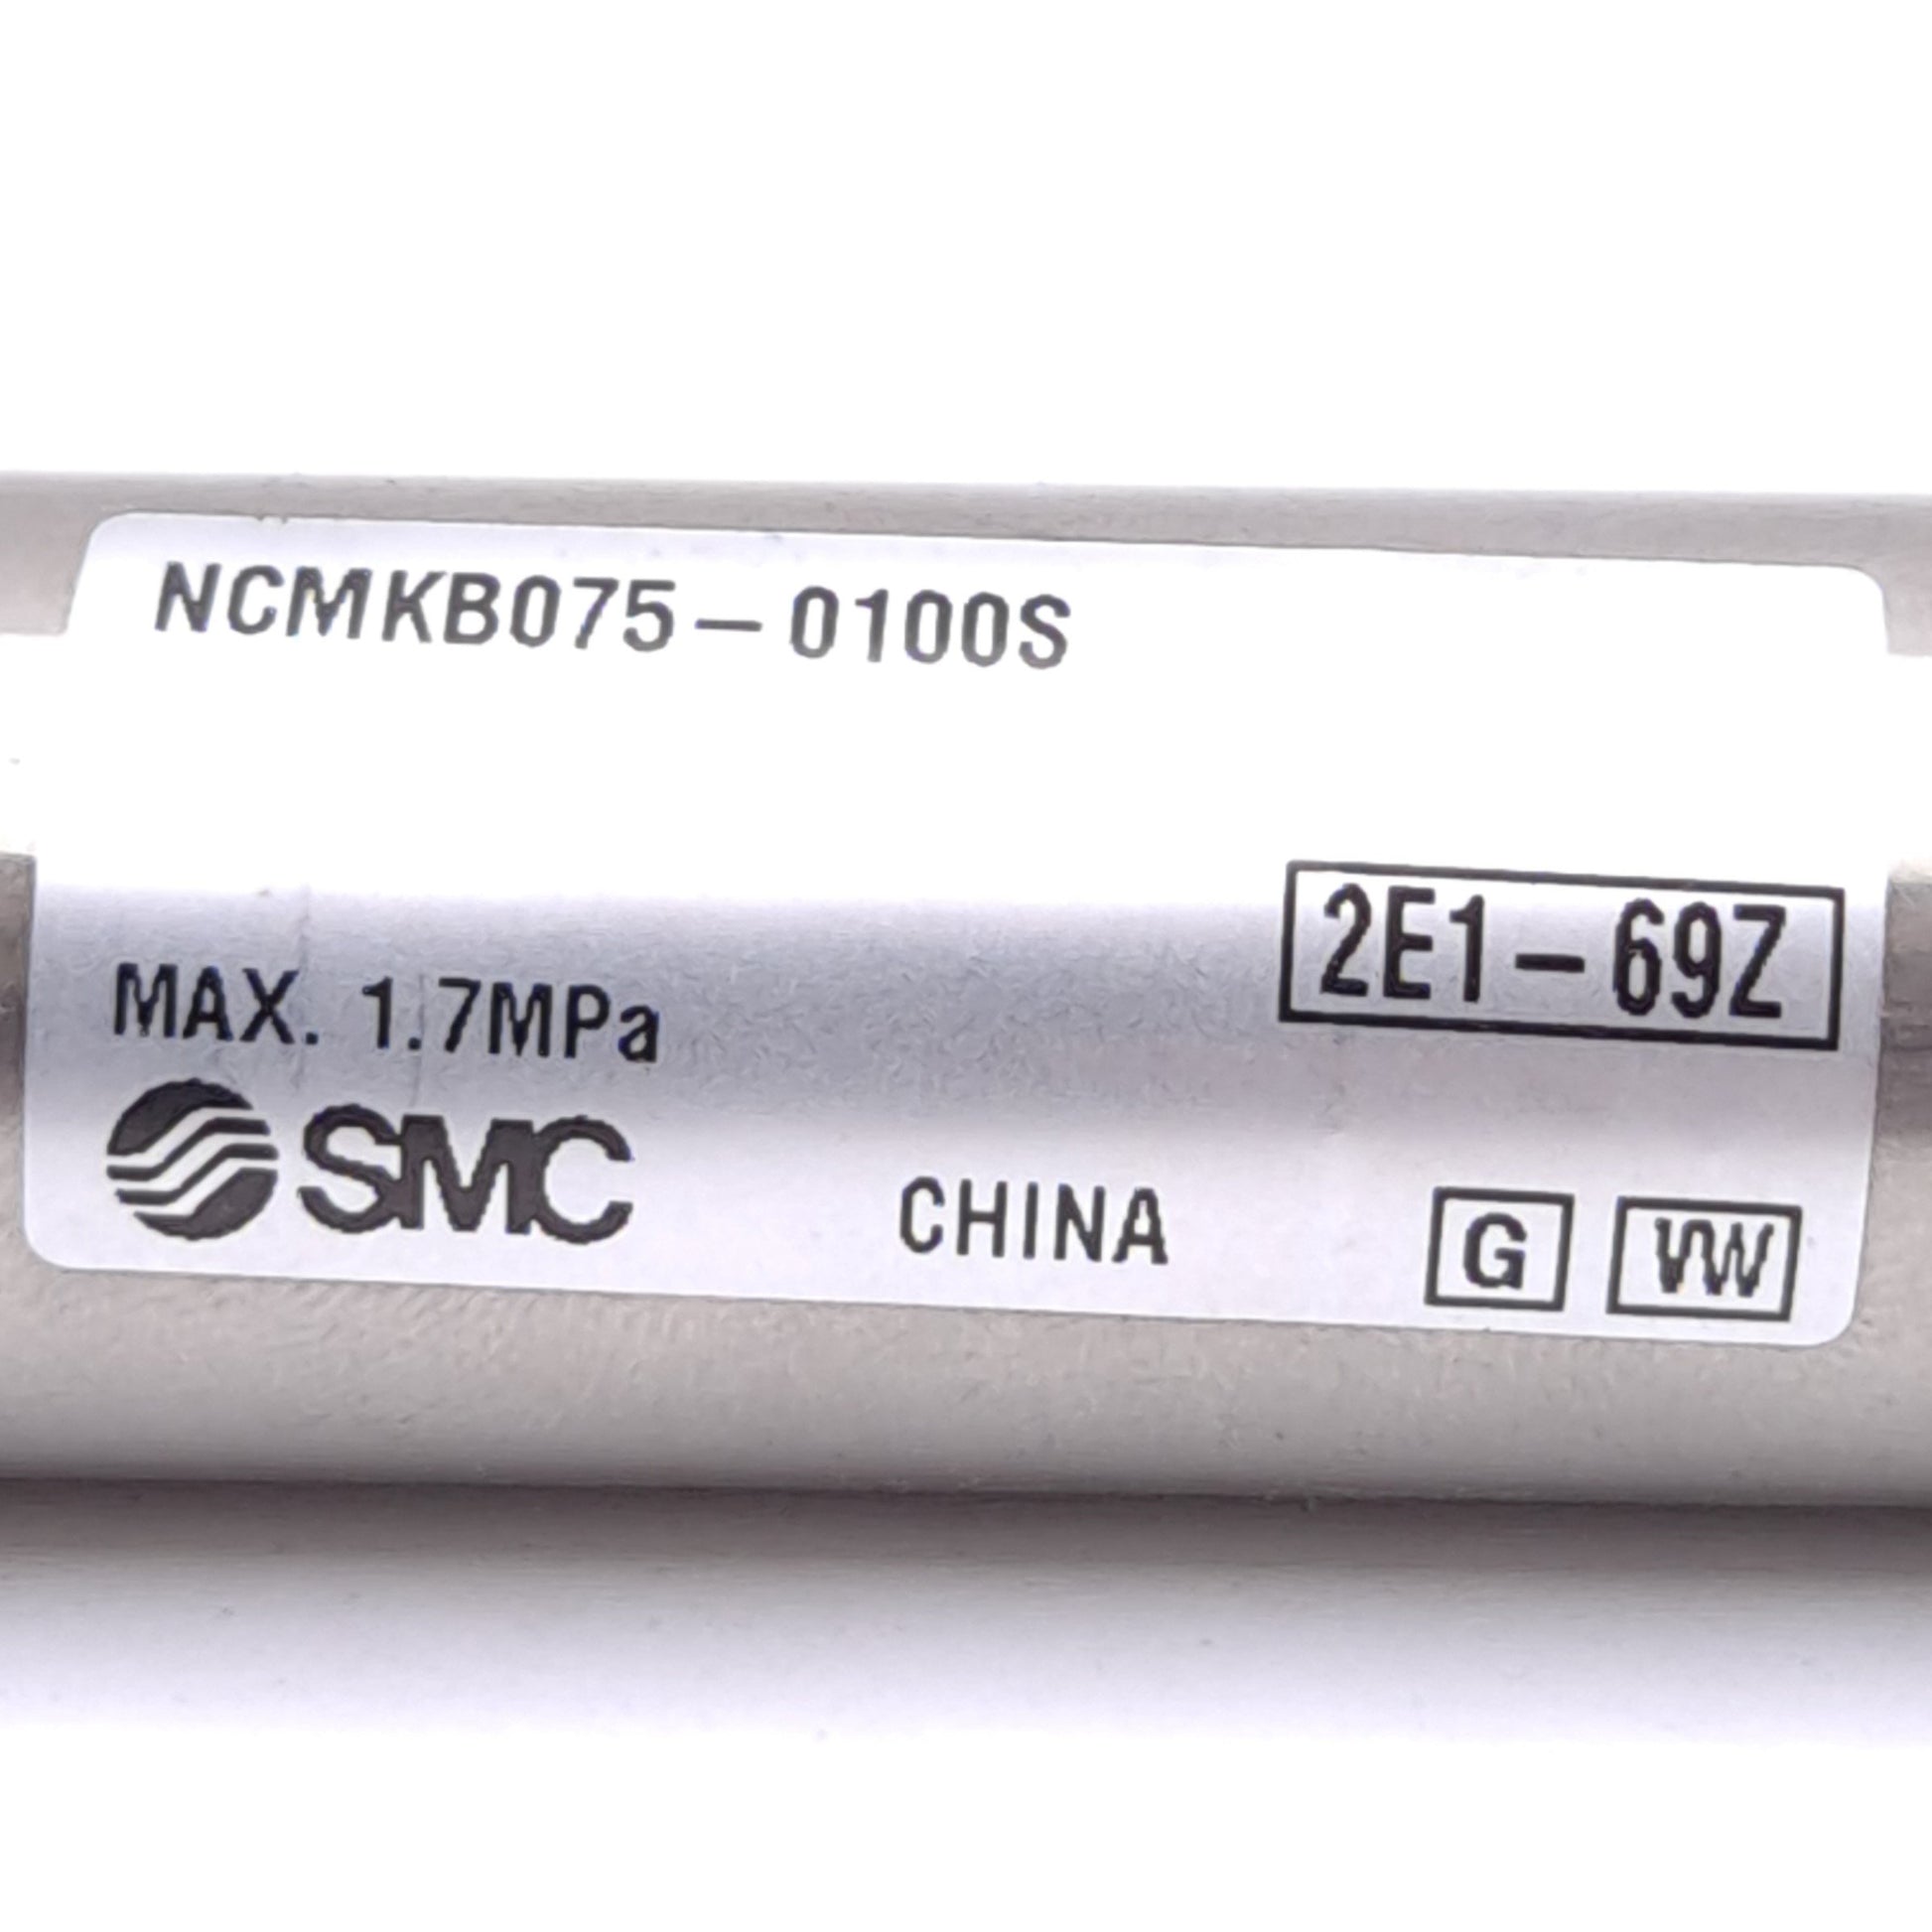 NCMKB075-0100S
2E1-69Z
MAX. 1.7MPa
SMC CHINA G VW